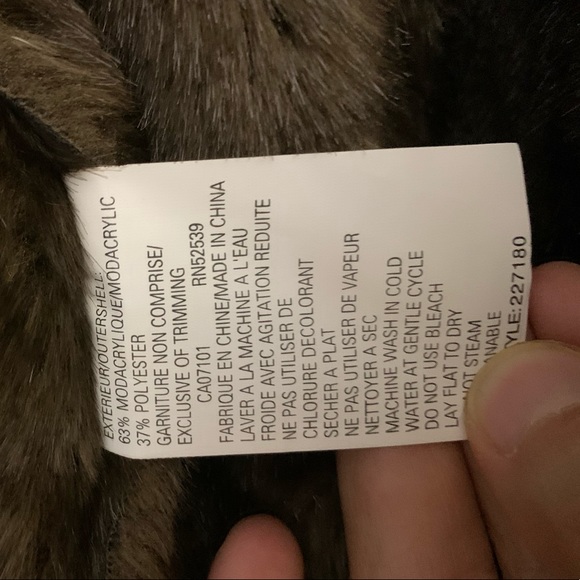 EXTERIEUR/OUTERSHELL:
63% MODACRYLIQUE/MODACRYLIC
37% POLYESTER
GARNITURE NON COMPRISE/
EXCLUSIVE OF TRIMMING
CA07101 RN52539
FABRIQUE EN CHINE/MADE IN CHINA
LAVER A LA MACHINE A L'EAU
FROIDE AVEC AGITATION REDUITE
NE PAS UTILISER DE
CHLORURE DECOLORANT
SECHER A PLAT
NE PAS UTILISER DE VAPEUR
NETTOYER A SEC
MACHINE WASH IN COLD
WATER AT GENTLE CYCLE
DO NOT USE BLEACH
LAY FLAT TO DRY
STEAM
227180